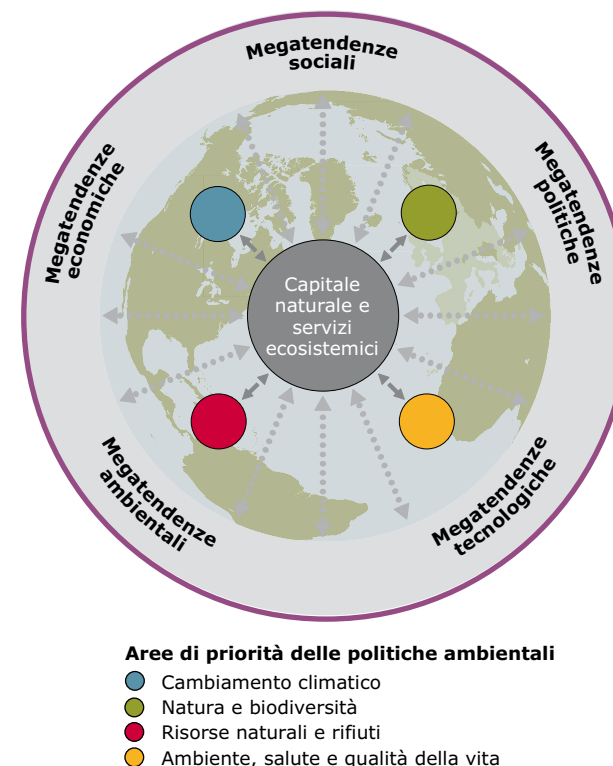 Megatendenze
sociali
Megatendenze
economiche
Megatendenze
politiche
Capitale
naturale e
servizi
ecosistemici
Megatendenze
ambientali
Megatendenze
tecnologiche
Aree di priorità delle politiche ambientali
Cambiamento climatico
Natura e biodiversità
Risorse naturali e rifiuti
Ambiente, salute e qualità della vita